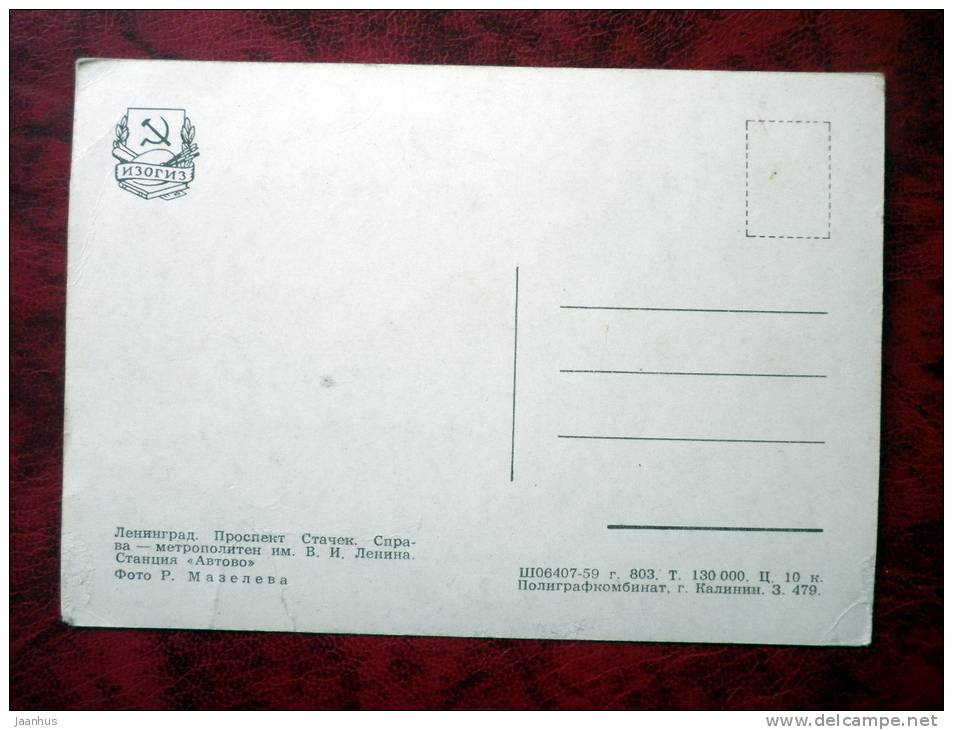 ИЗОГИЗ
Ленинград. Проспект Стачек. Спра-
ва — метрополитен им. В. И. Ленина.
Станция «Автово»
Фото Р. Мазелева
Ш06407-59 г. 803. Т. 130 000. Ц. 10 к.
Полиграфкомбинат, г. Калинин. З. 479.
jaanhus
www.delcampe.net